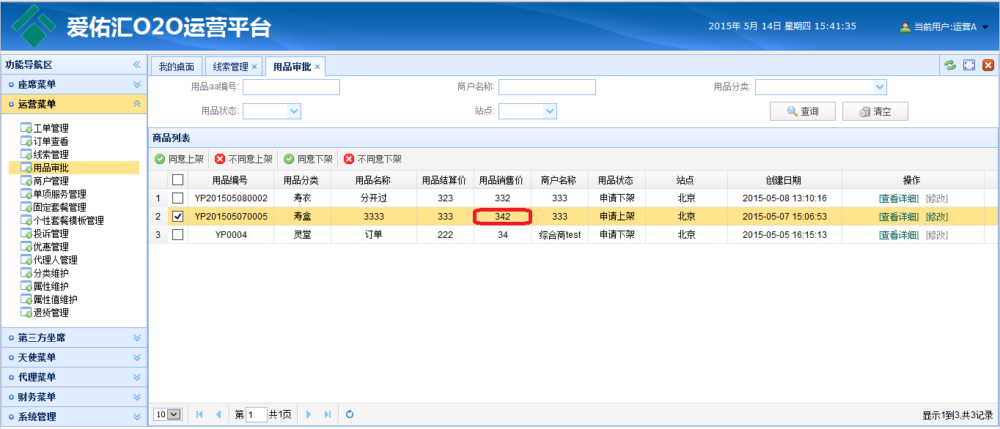 爱佑汇O2O运营平台
2015年 5月 14日 星期四 15:41:35 当前用户:运营A
功能导航区
座席菜单
运营菜单
工单管理
订单查看
线索管理
用品审批
商户管理
单项服务管理
固定套餐管理
个性套餐模板管理
投诉管理
优惠管理
代理人管理
分类维护
属性维护
属性值维护
退货管理
第三方坐席
天使菜单
代理菜单
财务菜单
系统管理
我的桌面 线索管理 × 用品审批 ×
用品aa编号: 商户名称: 用品分类:
用品状态: 站点: 查询 清空
商品列表
同意上架 不同意上架 同意下架 不同意下架
用品编号 用品分类 用品名称 用品结算价 用品销售价 商户名称 用品状态 站点 创建日期 操作
1 YP201505080002 寿衣 分开过 323 332 333 申请下架 北京 2015-05-08 13:10:16 [查看详细] [修改]
2 YP201505070005 寿盒 3333 333 342 333 申请上架 北京 2015-05-07 15:06:53 [查看详细] [修改]
3 YP0004 灵堂 订单 222 34 综合商test 申请下架 北京 2015-05-05 16:15:13 [查看详细] [修改]
10 第 1 共1页 显示1到3,共3记录